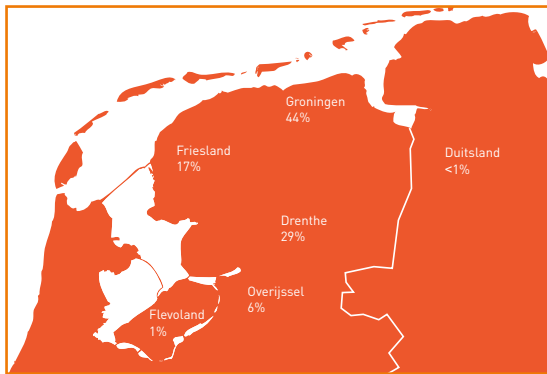 Groningen
44%
Friesland
17%
Duitsland
<1%
Drenthe
29%
Overijssel
6%
Flevoland
1%